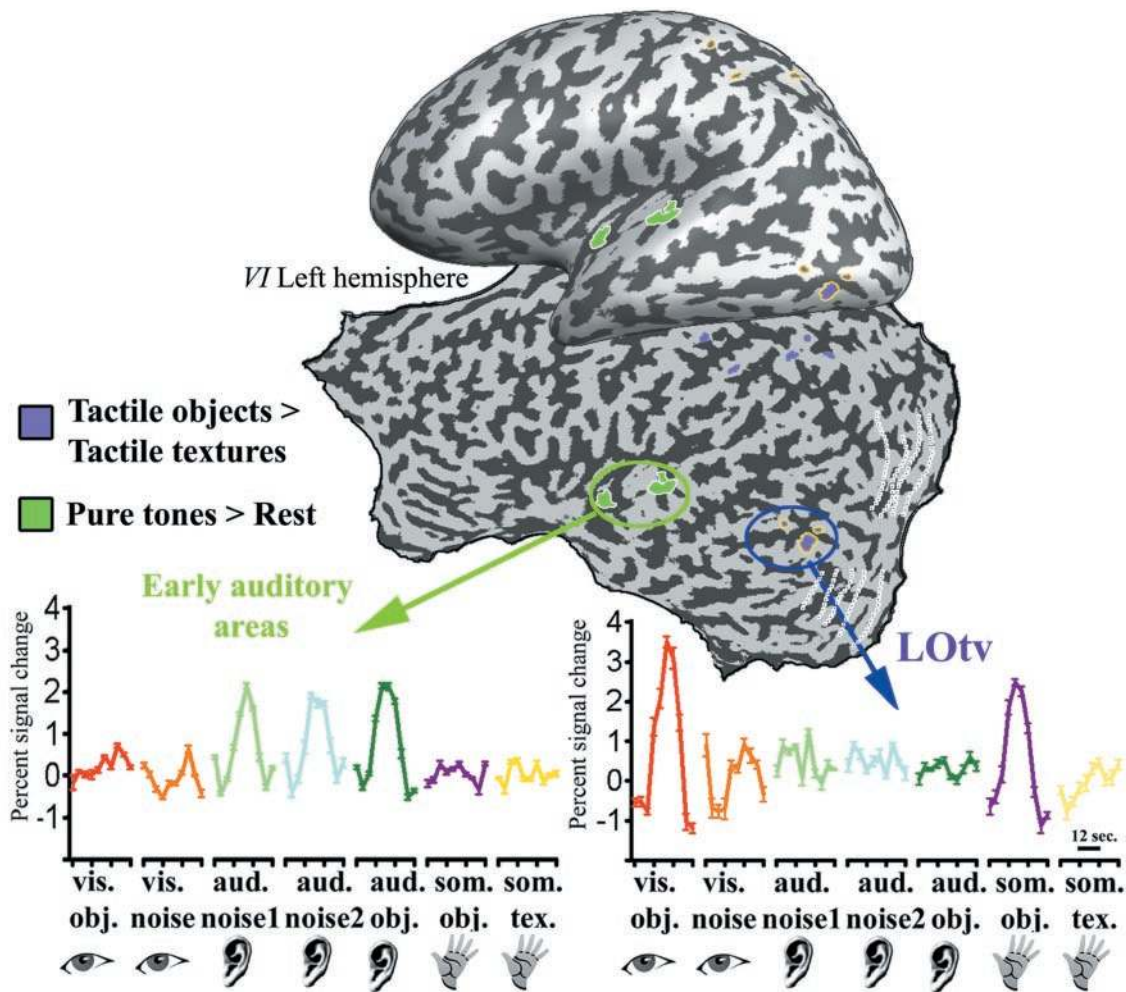 VI Left hemisphere
Tactile objects >
Tactile textures
Pure tones > Rest
Early auditory
areas
LOtv
Percent signal change
4
3
2
1
0
-1
vis. vis. aud. aud. aud. som. som.
obj. noise noise1 noise2 obj. obj. tex.
Percent signal change
4
3
2
1
0
-1
12 sec.
vis. vis. aud. aud. aud. som. som.
obj. noise noise1 noise2 obj. obj. tex.